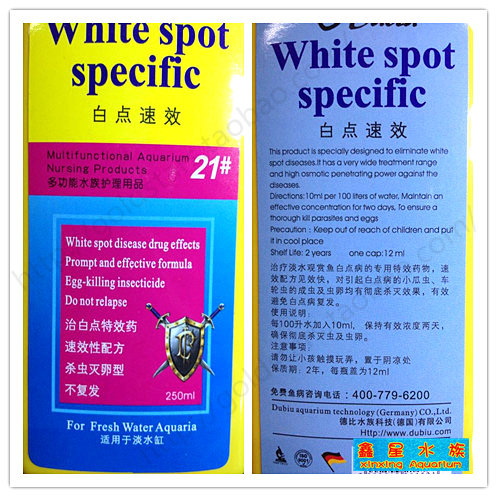 White spot
specific
白点速效
Multifunctional Aquarium
Nursing Products
多功能水族护理用品
21#
White spot disease drug effects
Prompt and effective formula
Egg-killing insecticide
Do not relapse
治白点特效药
速效性配方
杀虫灭卵型
不复发
250ml
For Fresh Water Aquaria
适用于淡水缸
White spot
specific
白点速效
This product is specially designed to eliminate white
spot diseases.It has a very wide treatment range
and high osmotic penetrating power against the
diseases.
Directions:10ml per 100 liters of water, Maintain an
effective concentration for two days, To ensure a
thorough kill parasites and eggs
Precaution : Keep out of reach of children and put
it in cool place
Shelf Life: 2 years one cap:12 ml
治疗淡水观赏鱼白点病的专用特效药物，速
效配方见效快，对引起白点病的小瓜虫、车
轮虫的成虫及虫卵均有彻底杀灭效果，有效
避免白点病复发。
使用说明：
每100升水加入10ml， 保持有效浓度两天，
确保彻底杀灭虫卵及虫。
注意事项：
请勿让小孩触摸玩弄，置于阴凉处
保质期：2年，每瓶盖为12ml
免费鱼病咨询电话：400-779-6200
Dubiu aquarium technology (Germany) CO.,Ltd.
德比水族科技(德国)有限公司
Http://www.dubiu.com
鑫星水族
xinxing Aquarium